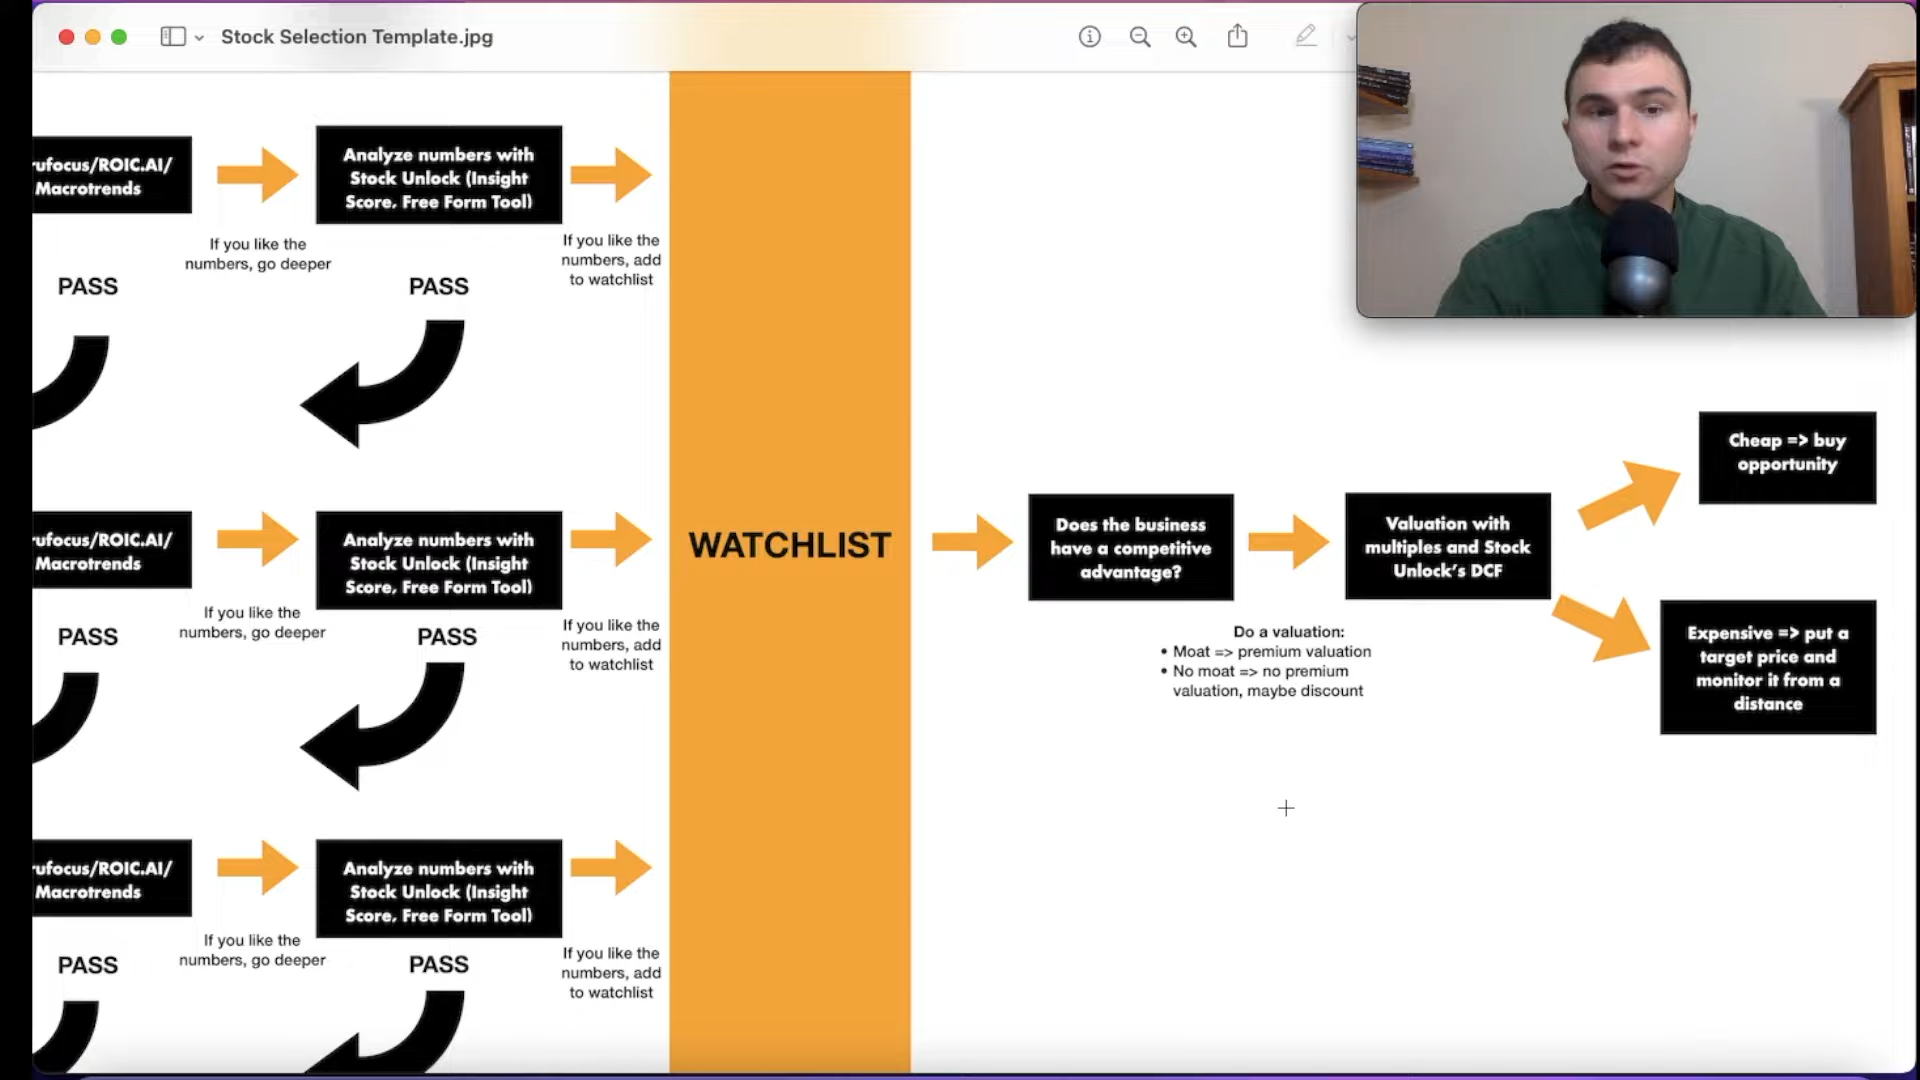 Stock Selection Template.jpg
rufocus/ROIC.AI/
Macrotrends
Analyze numbers with
Stock Unlock (Insight
Score, Free Form Tool)
If you like the
numbers, go deeper
If you like the
numbers, add
to watchlist
PASS
PASS
rufocus/ROIC.AI/
Macrotrends
Analyze numbers with
Stock Unlock (Insight
Score, Free Form Tool)
If you like the
numbers, go deeper
If you like the
numbers, add
to watchlist
PASS
PASS
rufocus/ROIC.AI/
Macrotrends
Analyze numbers with
Stock Unlock (Insight
Score, Free Form Tool)
If you like the
numbers, go deeper
If you like the
numbers, add
to watchlist
PASS
PASS
WATCHLIST
Does the business
have a competitive
advantage?
Do a valuation:
• Moat => premium valuation
• No moat => no premium
valuation, maybe discount
Valuation with
multiples and Stock
Unlock's DCF
Cheap => buy
opportunity
Expensive => put a
target price and
monitor it from a
distance